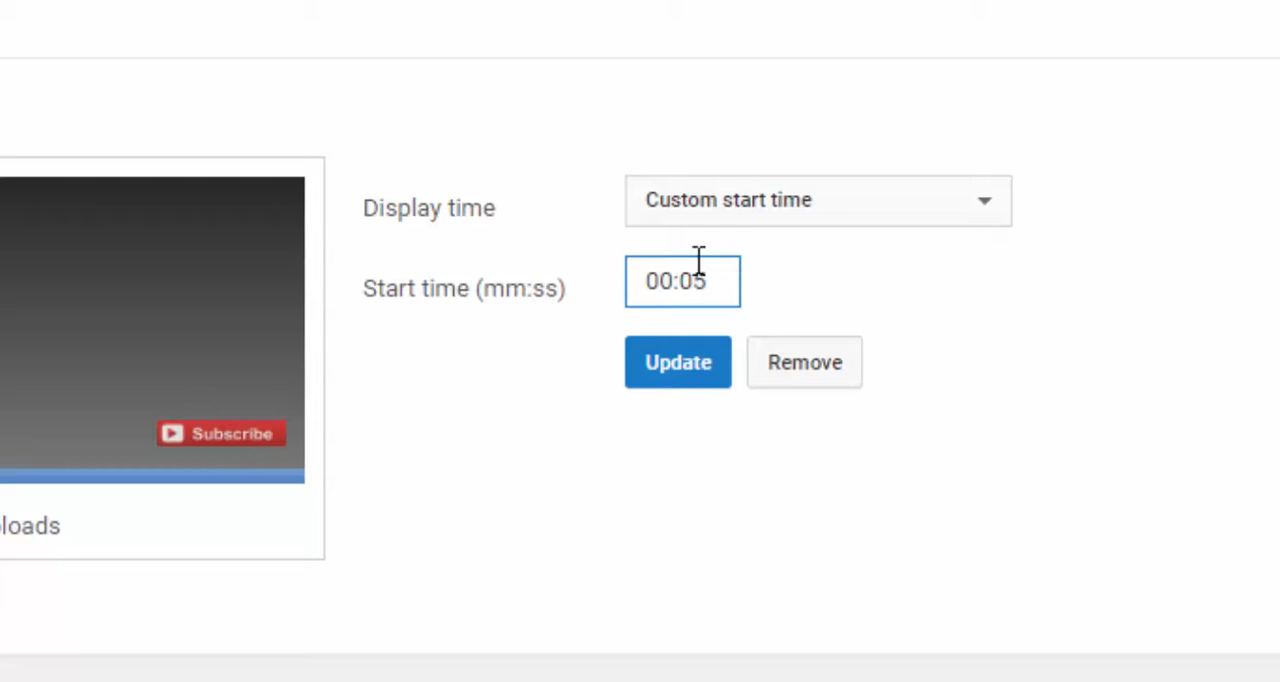 Display time
Custom start time
Start time (mm:ss)
00:05
Update
Remove
Subscribe
loads